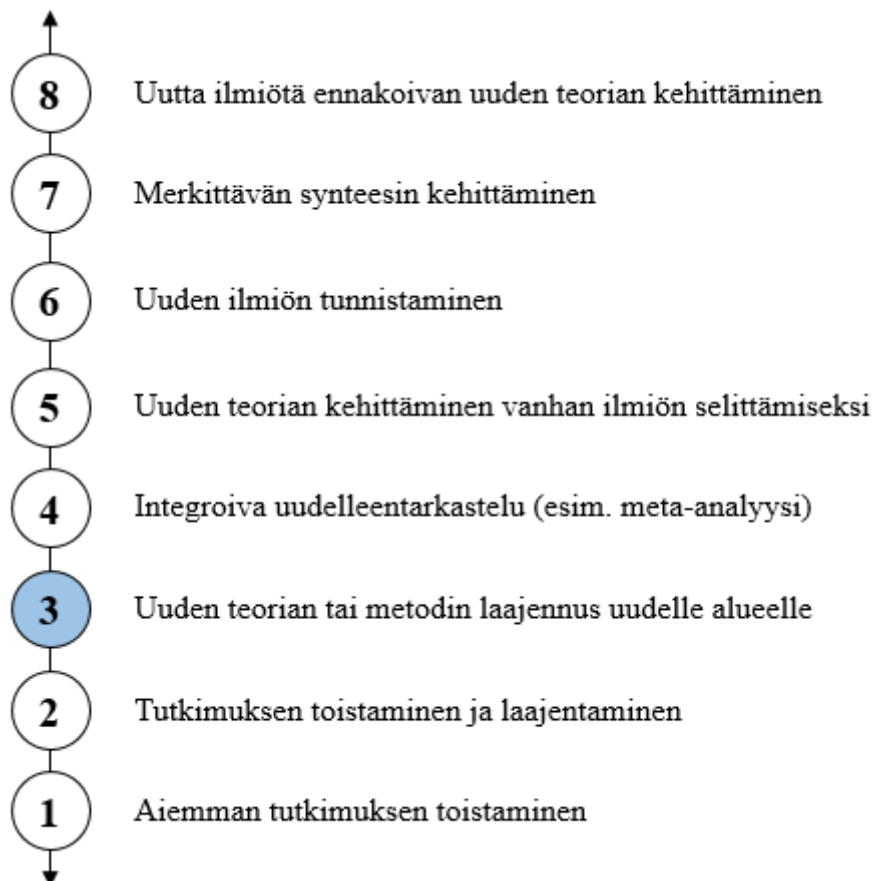 8 Uutta ilmiötä ennakoivan uuden teorian kehittäminen
7 Merkittävän synteesin kehittäminen
6 Uuden ilmiön tunnistaminen
5 Uuden teorian kehittäminen vanhan ilmiön selittämiseksi
4 Integroiva uudelleentarkastelu (esim. meta-analyysi)
3 Uuden teorian tai metodin laajennus uudelle alueelle
2 Tutkimuksen toistaminen ja laajentaminen
1 Aiemman tutkimuksen toistaminen